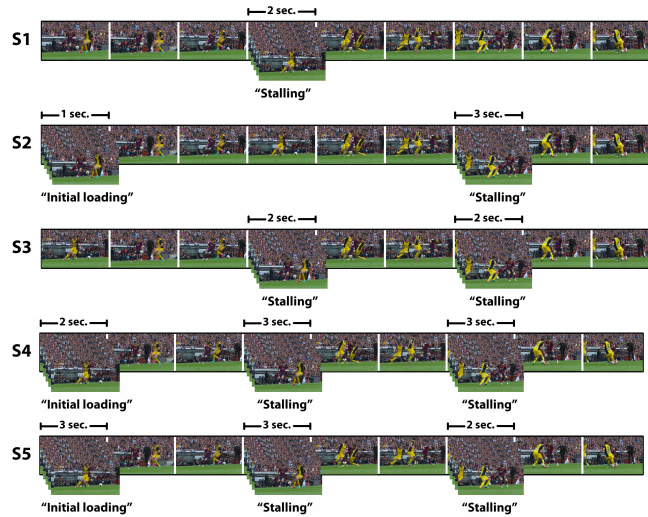 2 sec.
S1
“Stalling”
1 sec.
3 sec.
S2
“Initial loading”
“Stalling”
2 sec.
2 sec.
S3
“Stalling”
“Stalling”
2 sec.
3 sec.
3 sec.
S4
“Initial loading”
“Stalling”
“Stalling”
3 sec.
3 sec.
2 sec.
S5
“Initial loading”
“Stalling”
“Stalling”